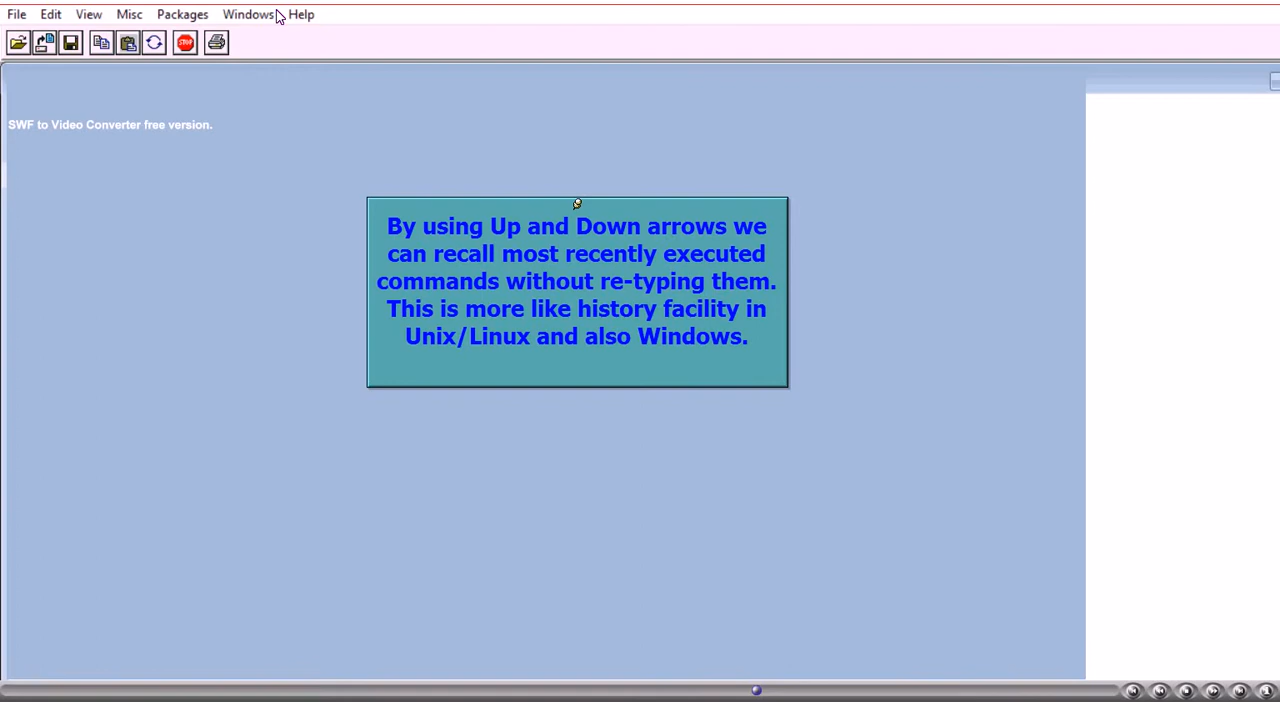 File Edit View Misc Packages Windows Help
STOP
SWF to Video Converter free version.
By using Up and Down arrows we
can recall most recently executed
commands without re-typing them.
This is more like history facility in
Unix/Linux and also Windows.